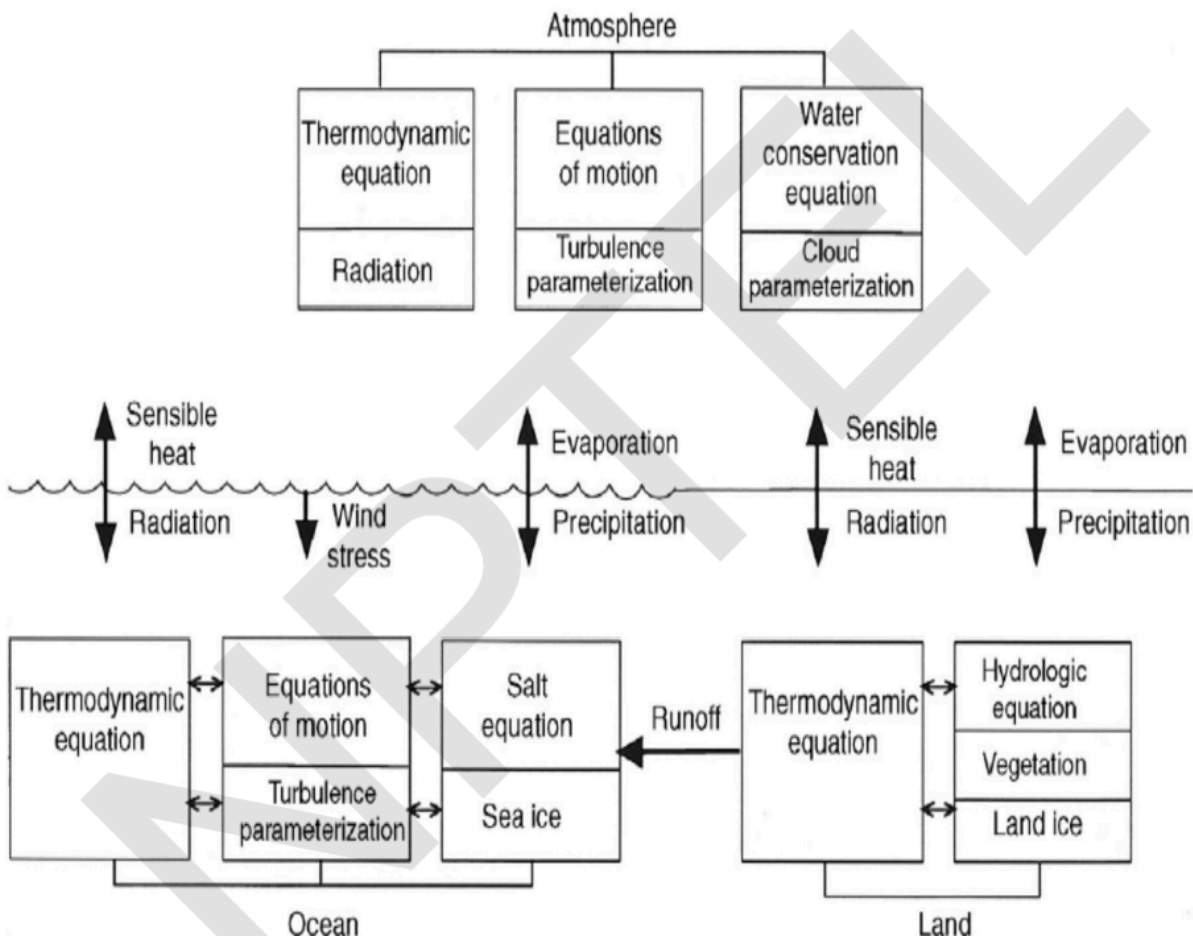 Atmosphere
Thermodynamic
equation
Radiation
Equations
of motion
Turbulence
parameterization
Water
conservation
equation
Cloud
parameterization
Sensible
heat
Radiation
Wind
stress
Evaporation
Precipitation
Sensible
heat
Radiation
Evaporation
Precipitation
Thermodynamic
equation
Equations
of motion
Turbulence
parameterization
Salt
equation
Sea ice
Runoff
Thermodynamic
equation
Hydrologic
equation
Vegetation
Land ice
Ocean
Land
NPTEL